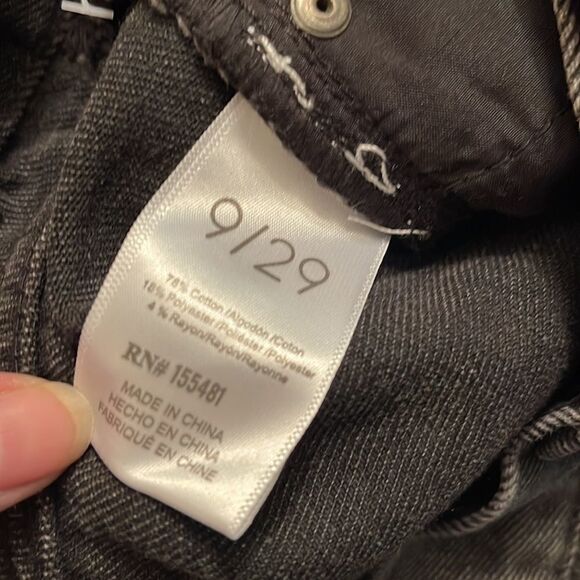 9/29
78% Cotton /Algodón /Coton
18% Polyester /Poliéster /Polyester
4 % Rayon/Rayon/Rayonne
RN# 155481
MADE IN CHINA
HECHO EN CHINA
FABRIQUÉ EN CHINE